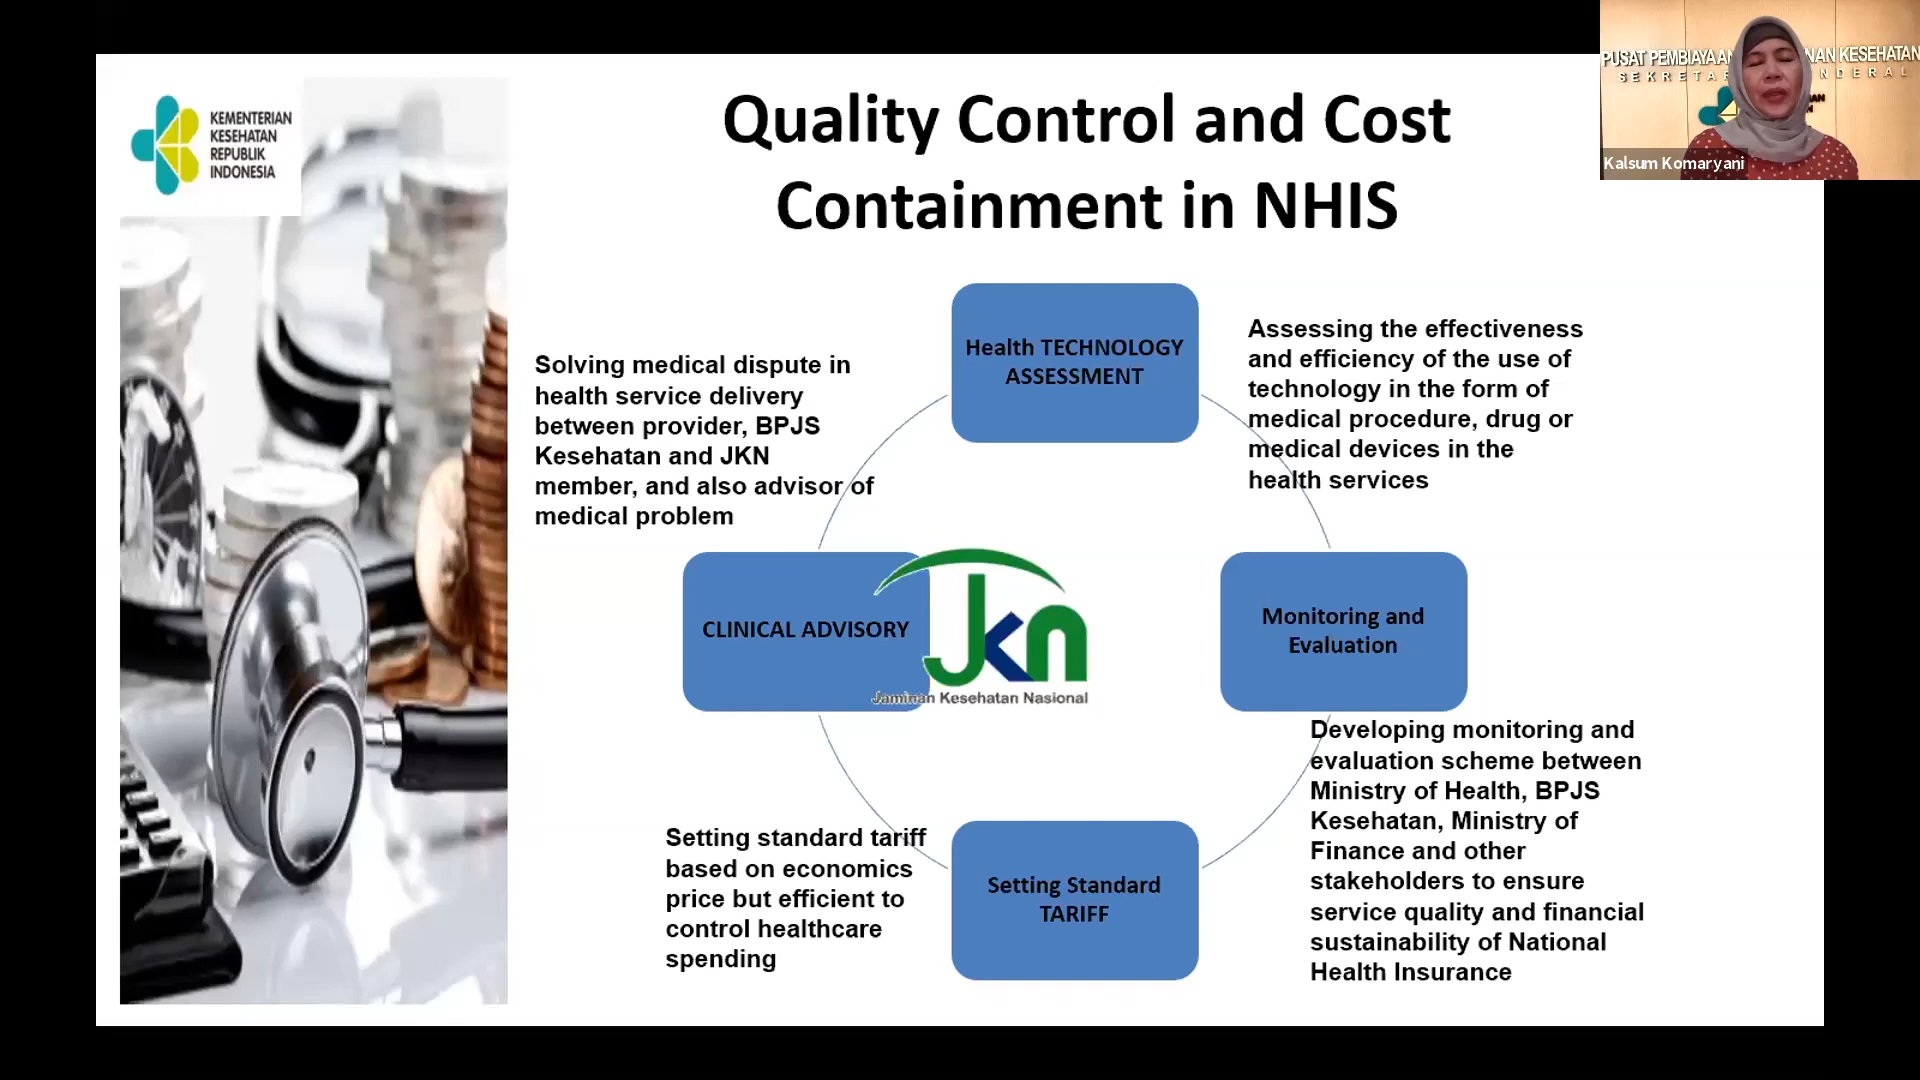 KEMENTERIAN
KESEHATAN
REPUBLIK
INDONESIA
Quality Control and Cost
Containment in NHIS
PUSAT PEMBIAYAAN
NAN KESEHATAN
Kalsum Komaryani
Health TECHNOLOGY
ASSESSMENT
Assessing the effectiveness
and efficiency of the use of
technology in the form of
medical procedure, drug or
medical devices in the
health services
Solving medical dispute in
health service delivery
between provider, BPJS
Kesehatan and JKN
member, and also advisor of
medical problem
CLINICAL ADVISORY
Jkn
Jaminan Kesehatan Nasional
Monitoring and
Evaluation
Developing monitoring and
evaluation scheme between
Ministry of Health, BPJS
Kesehatan, Ministry of
Finance and other
stakeholders to ensure
service quality and financial
sustainability of National
Health Insurance
Setting standard tariff
based on economics
price but efficient to
control healthcare
spending
Setting Standard
TARIFF